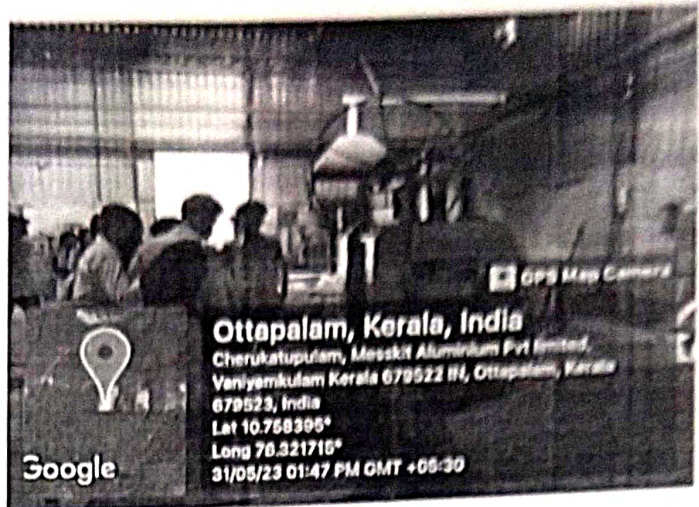 GPS Map Camera
Ottapalam, Kerala, India
Cherukatupulam, Messkit Aluminium Pvt limited,
Vaniyamkulam Kerala 679522 IN, Ottapalam, Kerala
679523, India
Lat 10.758395°
Long 76.321715°
31/05/23 01:47 PM GMT +05:30
Google